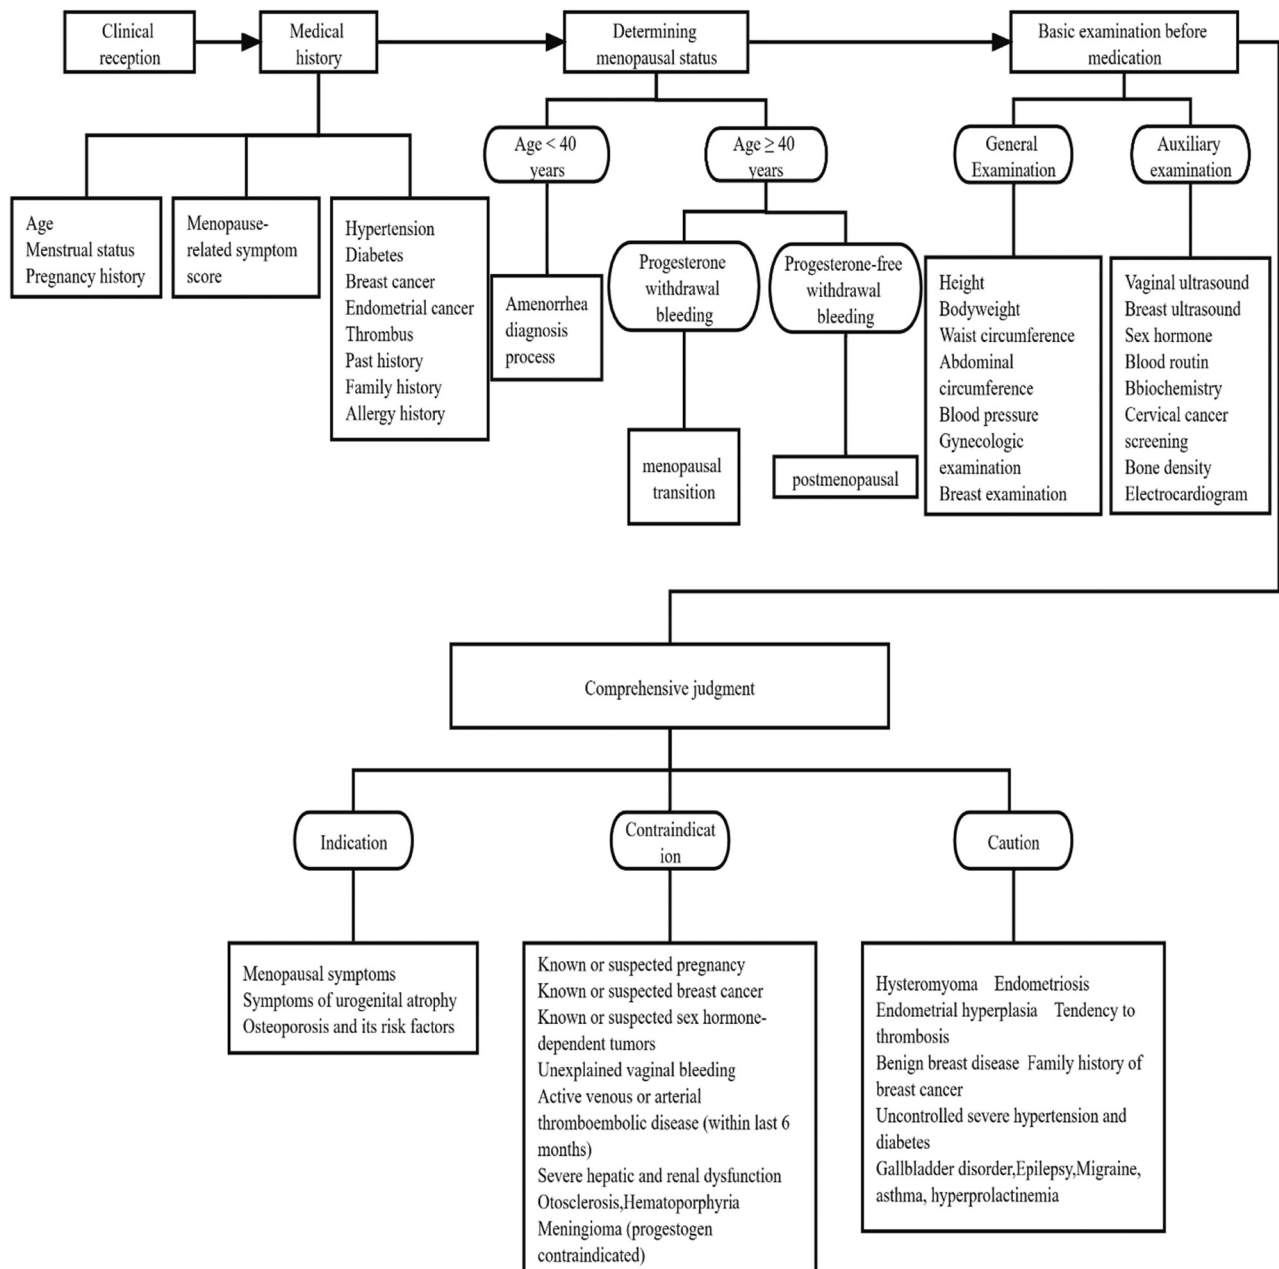 Clinical
reception
Medical
history
Determining
menopausal status
Basic examination before
medication
Age < 40
years
Age ≥ 40
years
General
Examination
Auxiliary
examination
Age
Menstrual status
Pregnancy history
Menopause-
related symptom
score
Hypertension
Diabetes
Breast cancer
Endometrial cancer
Thrombus
Past history
Family history
Allergy history
Amenorrhea
diagnosis
process
Progesterone
withdrawal
bleeding
Progesterone-free
withdrawal
bleeding
menopausal
transition
postmenopausal
Height
Bodyweight
Waist circumference
Abdominal
circumference
Blood pressure
Gynecologic
examination
Breast examination
Vaginal ultrasound
Breast ultrasound
Sex hormone
Blood routin
Bbiochemistry
Cervical cancer
screening
Bone density
Electrocardiogram
Comprehensive judgment
Indication
Contraindicat
ion
Caution
Menopausal symptoms
Symptoms of urogenital atrophy
Osteoporosis and its risk factors
Known or suspected pregnancy
Known or suspected breast cancer
Known or suspected sex hormone-
dependent tumors
Unexplained vaginal bleeding
Active venous or arterial
thromboembolic disease (within last 6
months)
Severe hepatic and renal dysfunction
Otosclerosis,Hematoporphyria
Meningioma (progestogen
contraindicated)
Hysteromyoma Endometriosis
Endometrial hyperplasia Tendency to
thrombosis
Benign breast disease Family history of
breast cancer
Uncontrolled severe hypertension and
diabetes
Gallbladder disorder,Epilepsy,Migraine,
asthma, hyperprolactinemia